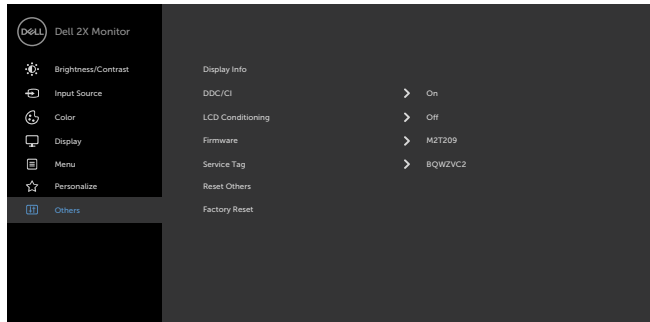 DELL Dell 2X Monitor
Brightness/Contrast Display Info
Input Source DDC/CI On
Color LCD Conditioning Off
Display Firmware M2T209
Menu Service Tag BQWZVC2
Personalize Reset Others
Others Factory Reset